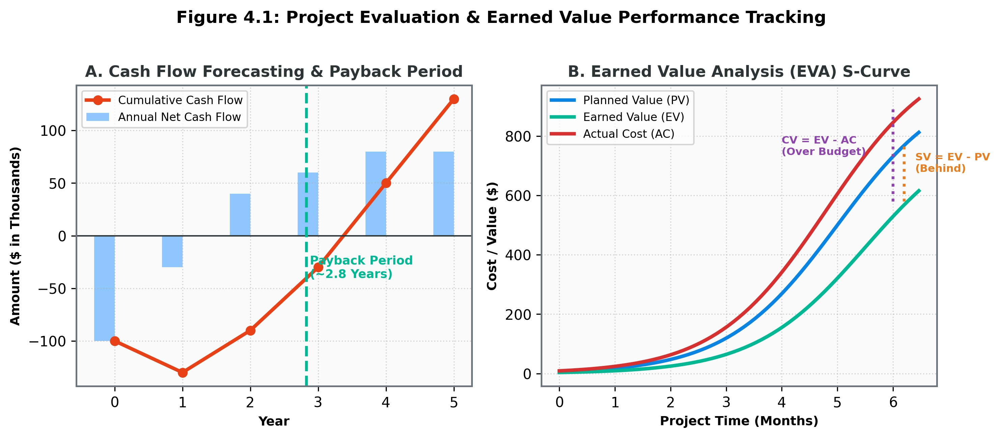 Figure 4.1: Project Evaluation & Earned Value Performance Tracking
A. Cash Flow Forecasting & Payback Period
Cumulative Cash Flow
Annual Net Cash Flow
Amount ($ in Thousands)
100
50
0
−50
−100
Payback Period
(~2.8 Years)
0 1 2 3 4 5
Year
B. Earned Value Analysis (EVA) S-Curve
Planned Value (PV)
Earned Value (EV)
Actual Cost (AC)
Cost / Value ($)
800
600
400
200
0
CV = EV - AC
(Over Budget)
SV = EV - PV
(Behind)
0 1 2 3 4 5 6
Project Time (Months)